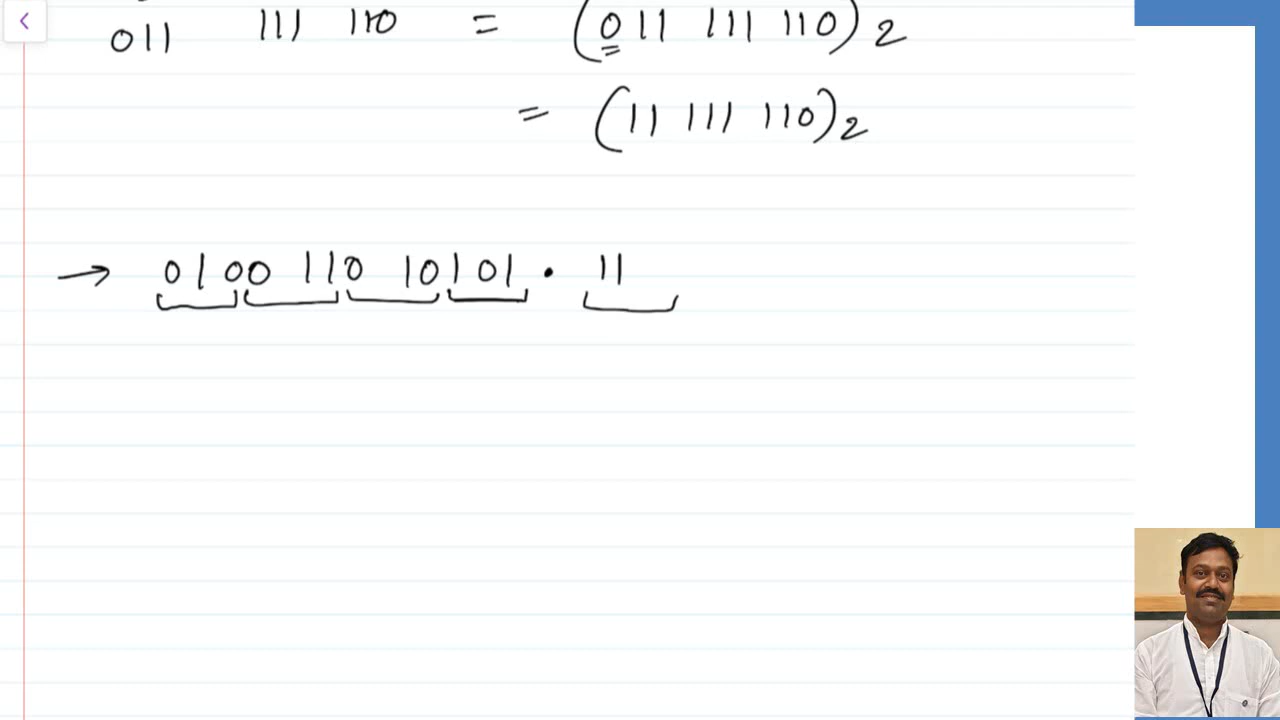 011 111 110 = (011 111 110)2
= (11 111 110)2
→ 0100 110 10101 . 11